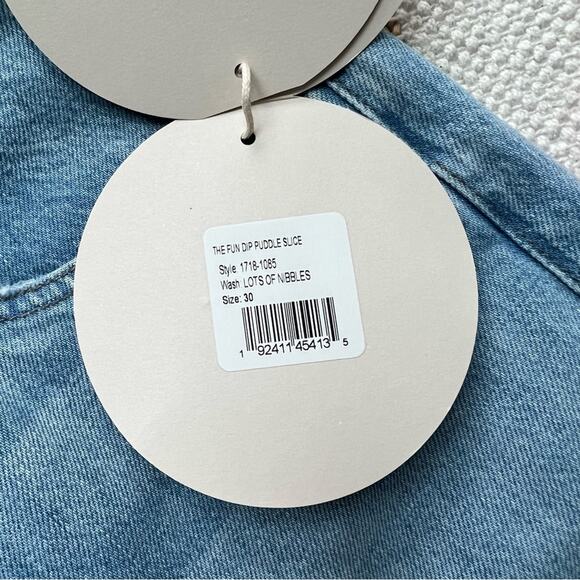 THE FUN DIP PUDDLE SLICE
Style: 1718-1085
Wash: LOTS OF NIBBLES
Size: 30
1 92411 45413 5